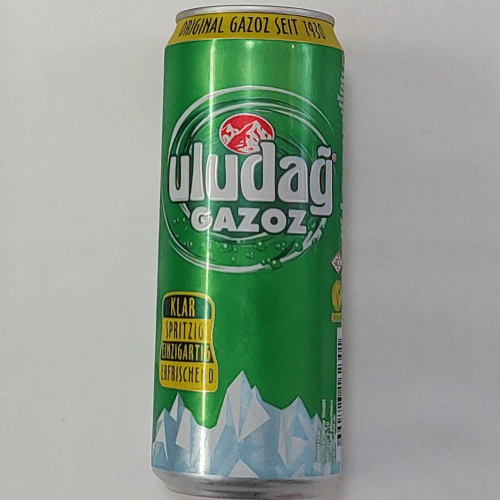 ORIGINAL GAZOZ SEIT 1930
uludağ
GAZOZ
KLAR
SPRITZIG
EINZIGARTIG
ERFRISCHEND